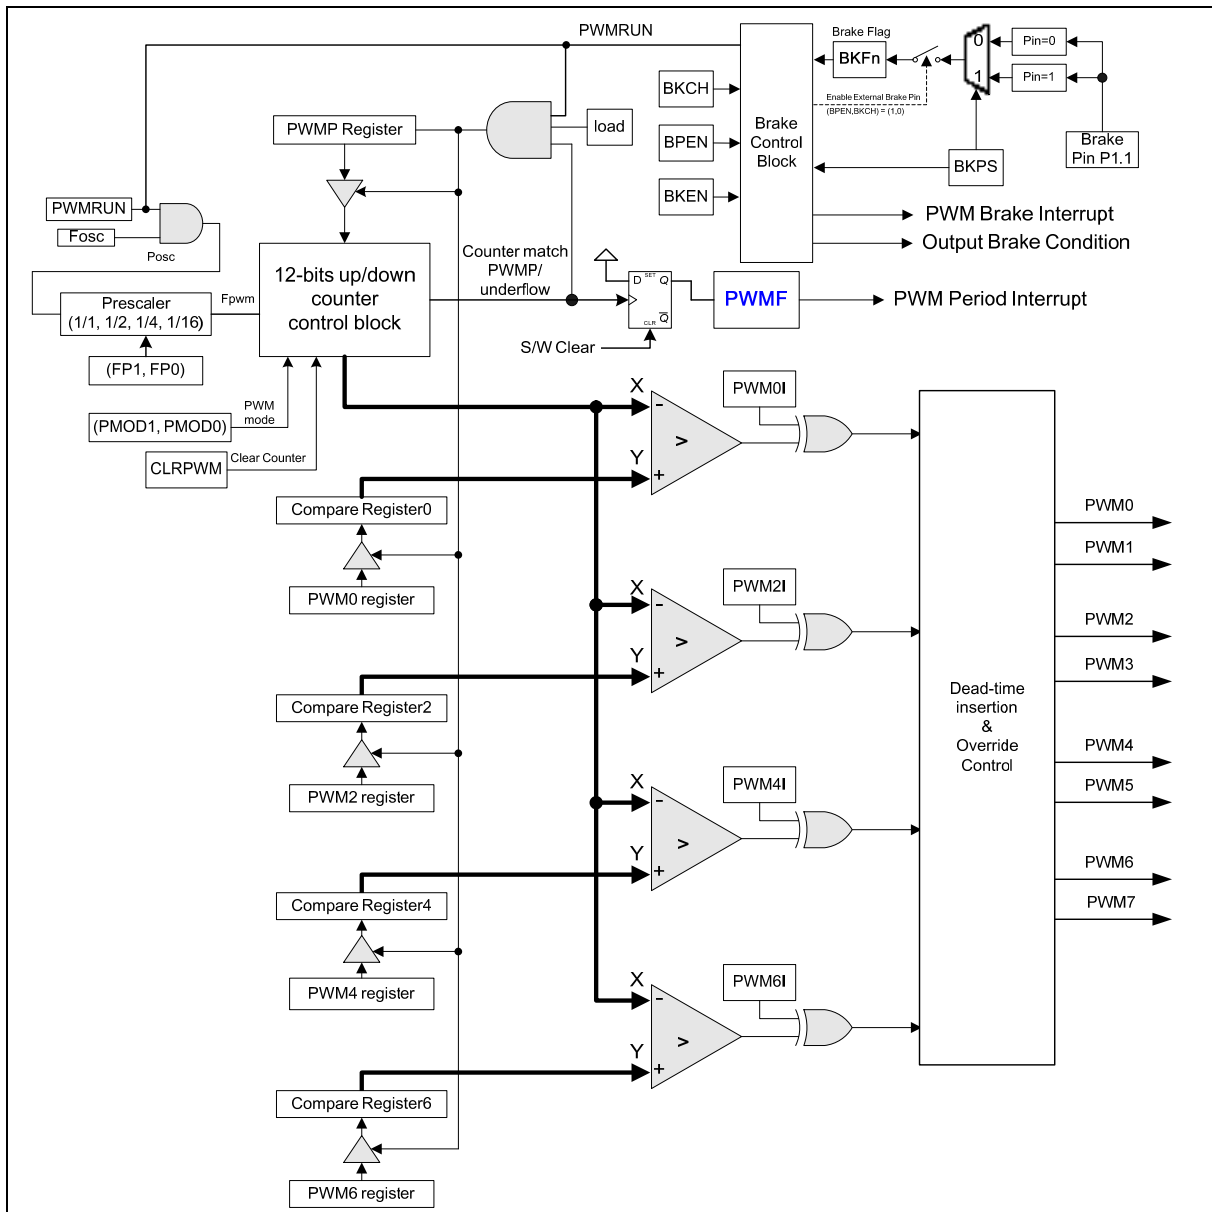 PWMRUN
Brake Flag
BKFn
0
1
Pin=0
Pin=1
Brake
Pin P1.1
BKPS
Enable External Brake Pin
(BPEN,BKCH) = (1,0)
BKCH
BPEN
BKEN
Brake
Control
Block
PWM Brake Interrupt
Output Brake Condition
PWMP Register
load
PWMRUN
Fosc
Posc
Prescaler
(1/1, 1/2, 1/4, 1/16)
Fpwm
(FP1, FP0)
12-bits up/down
counter
control block
Counter match
PWMP/
underflow
D
SET
Q
CLR
Q
S/W Clear
PWMF
PWM Period Interrupt
(PMOD1, PMOD0)
PWM
mode
CLRPWM
Clear Counter
X
-
>
Y
+
PWM0I
Compare Register0
PWM0 register
X
-
>
Y
+
PWM2I
Compare Register2
PWM2 register
X
-
>
Y
+
PWM4I
Compare Register4
PWM4 register
X
-
>
Y
+
PWM6I
Compare Register6
PWM6 register
Dead-time
insertion
&
Override
Control
PWM0
PWM1
PWM2
PWM3
PWM4
PWM5
PWM6
PWM7